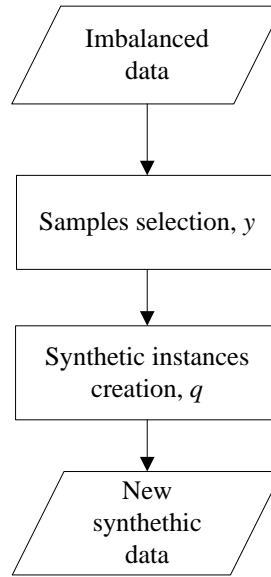 Imbalanced
data
Samples selection, y
Synthetic instances
creation, q
New
synthethic
data